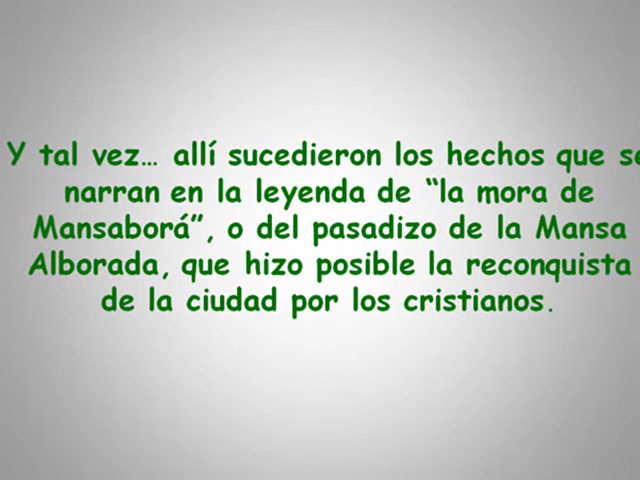 Y tal vez... allí sucedieron los hechos que se
narran en la leyenda de “la mora de
Mansaborá”, o del pasadizo de la Mansa
Alborada, que hizo posible la reconquista
de la ciudad por los cristianos.